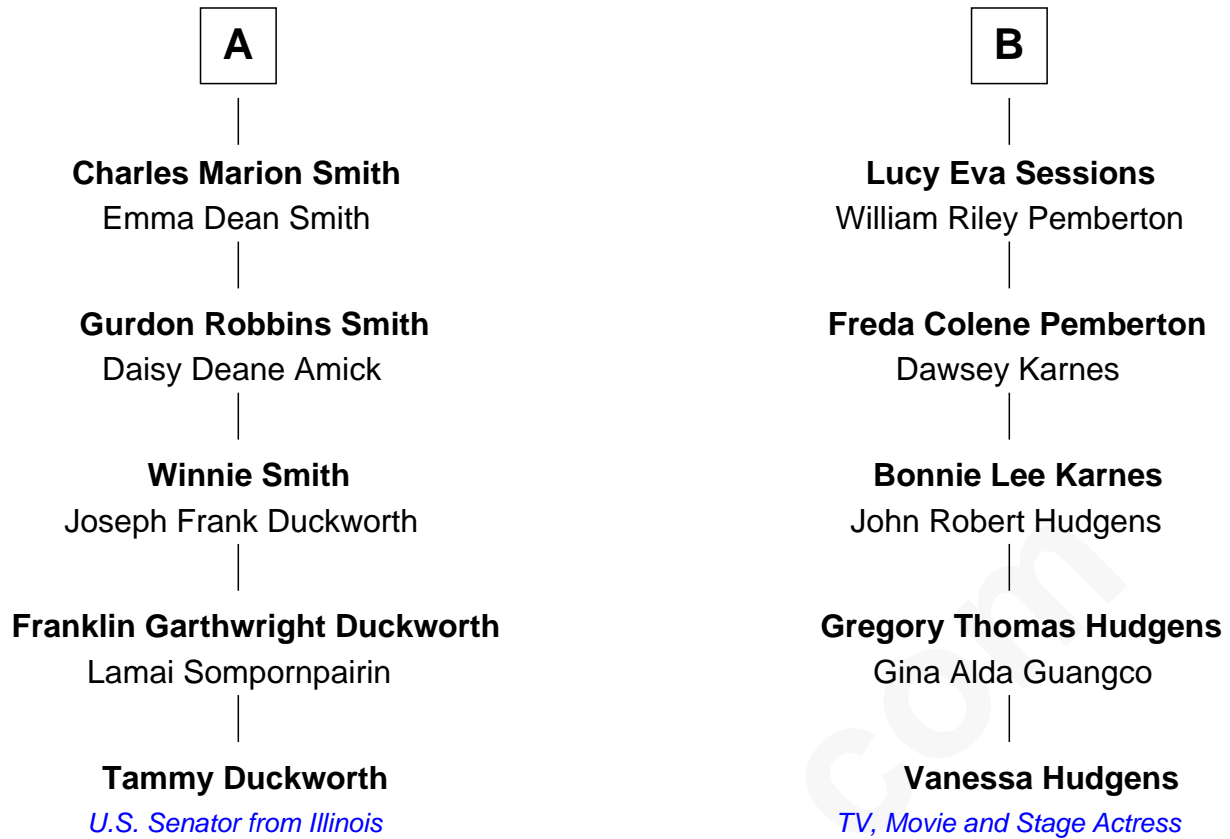 A
Charles Marion Smith
Emma Dean Smith
Gurdon Robbins Smith
Daisy Deane Amick
Winnie Smith
Joseph Frank Duckworth
Franklin Garthwright Duckworth
Lamai Sompornpairin
Tammy Duckworth
U.S. Senator from Illinois
B
Lucy Eva Sessions
William Riley Pemberton
Freda Colene Pemberton
Dawsey Karnes
Bonnie Lee Karnes
John Robert Hudgens
Gregory Thomas Hudgens
Gina Alda Guangco
Vanessa Hudgens
TV, Movie and Stage Actress
com